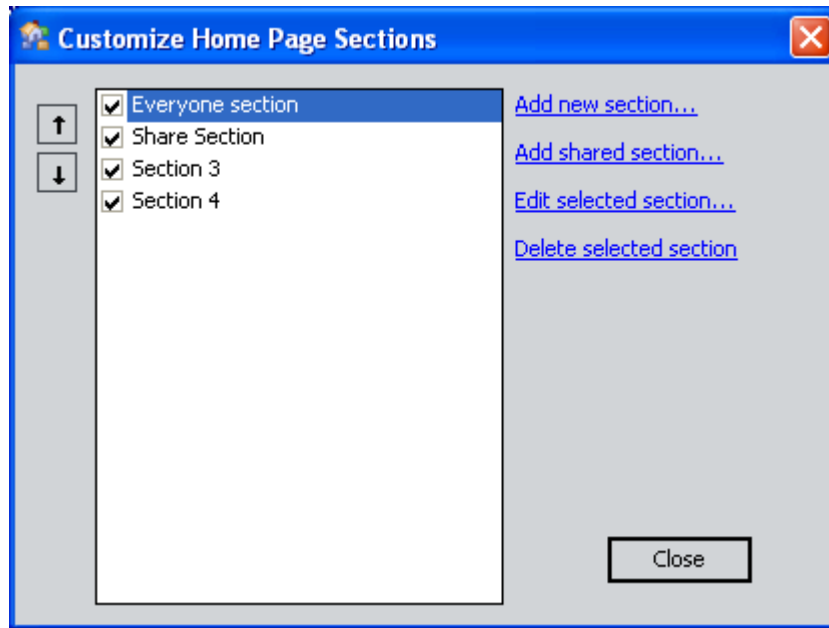 Customize Home Page Sections
Everyone section
Share Section
Section 3
Section 4
Add new section...
Add shared section...
Edit selected section...
Delete selected section
Close